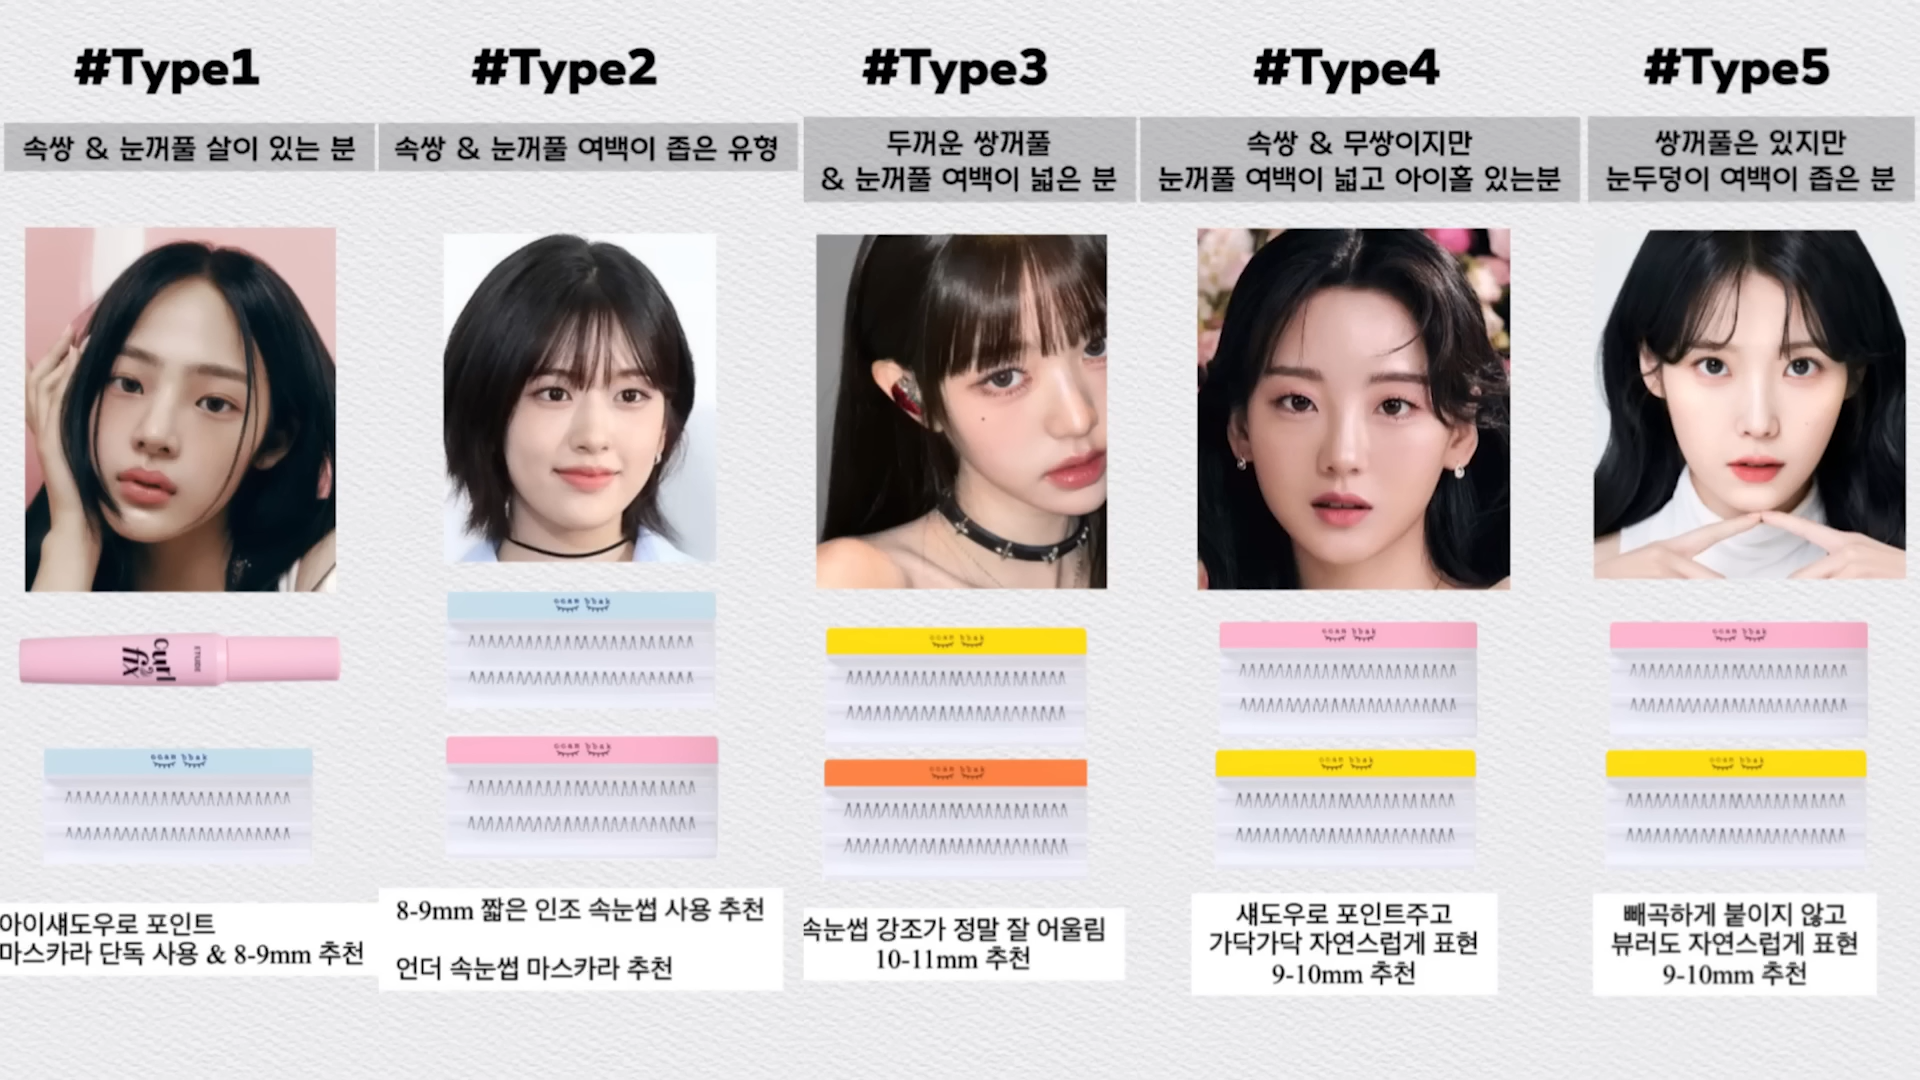 #Type1
속쌍 & 눈꺼풀 살이 있는 분
ETUDE
curl
fix
아이섀도우로 포인트
마스카라 단독 사용 & 8-9mm 추천
#Type2
속쌍 & 눈꺼풀 여백이 좁은 유형
8-9mm 짧은 인조 속눈썹 사용 추천
언더 속눈썹 마스카라 추천
#Type3
두꺼운 쌍꺼풀
& 눈꺼풀 여백이 넓은 분
속눈썹 강조가 정말 잘 어울림
10-11mm 추천
#Type4
속쌍 & 무쌍이지만
눈꺼풀 여백이 넓고 아이홀 있는분
섀도우로 포인트주고
가닥가닥 자연스럽게 표현
9-10mm 추천
#Type5
쌍꺼풀은 있지만
눈두덩이 여백이 좁은 분
빼곡하게 붙이지 않고
뷰러도 자연스럽게 표현
9-10mm 추천